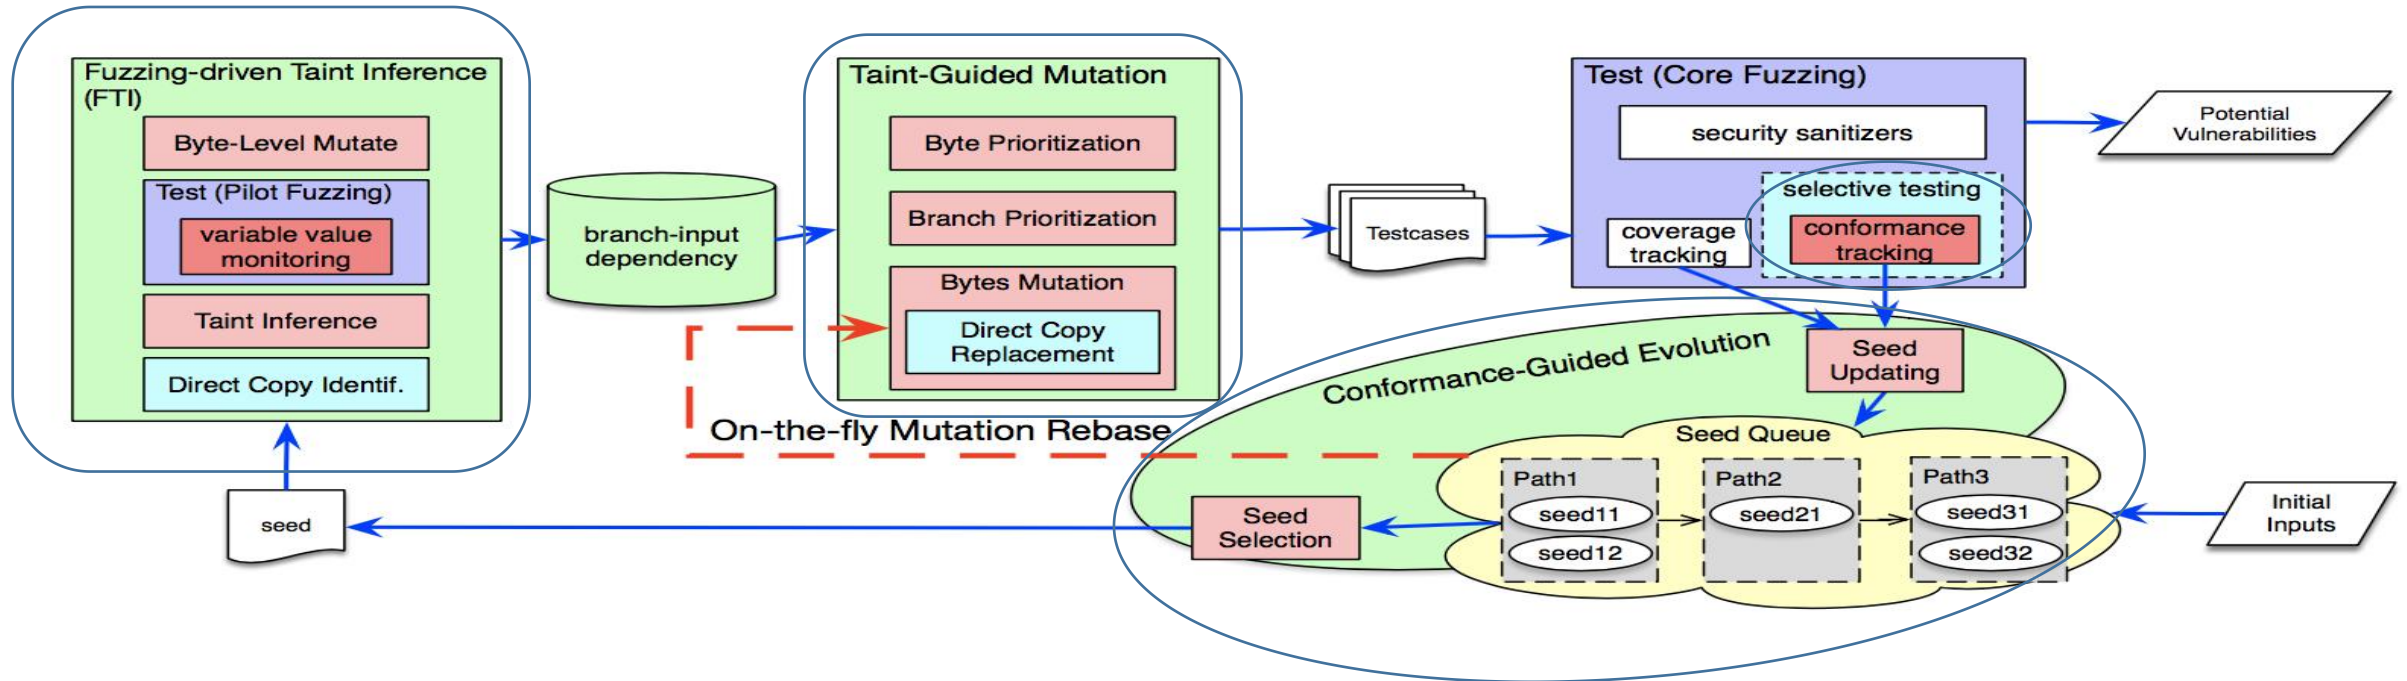 Fuzzing-driven Taint Inference
(FTI)
Byte-Level Mutate
Test (Pilot Fuzzing)
variable value
monitoring
Taint Inference
Direct Copy Identif.
seed
branch-input
dependency
Taint-Guided Mutation
Byte Prioritization
Branch Prioritization
Bytes Mutation
Direct Copy
Replacement
On-the-fly Mutation Rebase
Testcases
Test (Core Fuzzing)
security sanitizers
coverage
tracking
selective testing
conformance
tracking
Potential
Vulnerabilities
Conformance-Guided Evolution
Seed
Updating
Seed Queue
Path1
seed11
seed12
Path2
seed21
Path3
seed31
seed32
Seed
Selection
Initial
Inputs